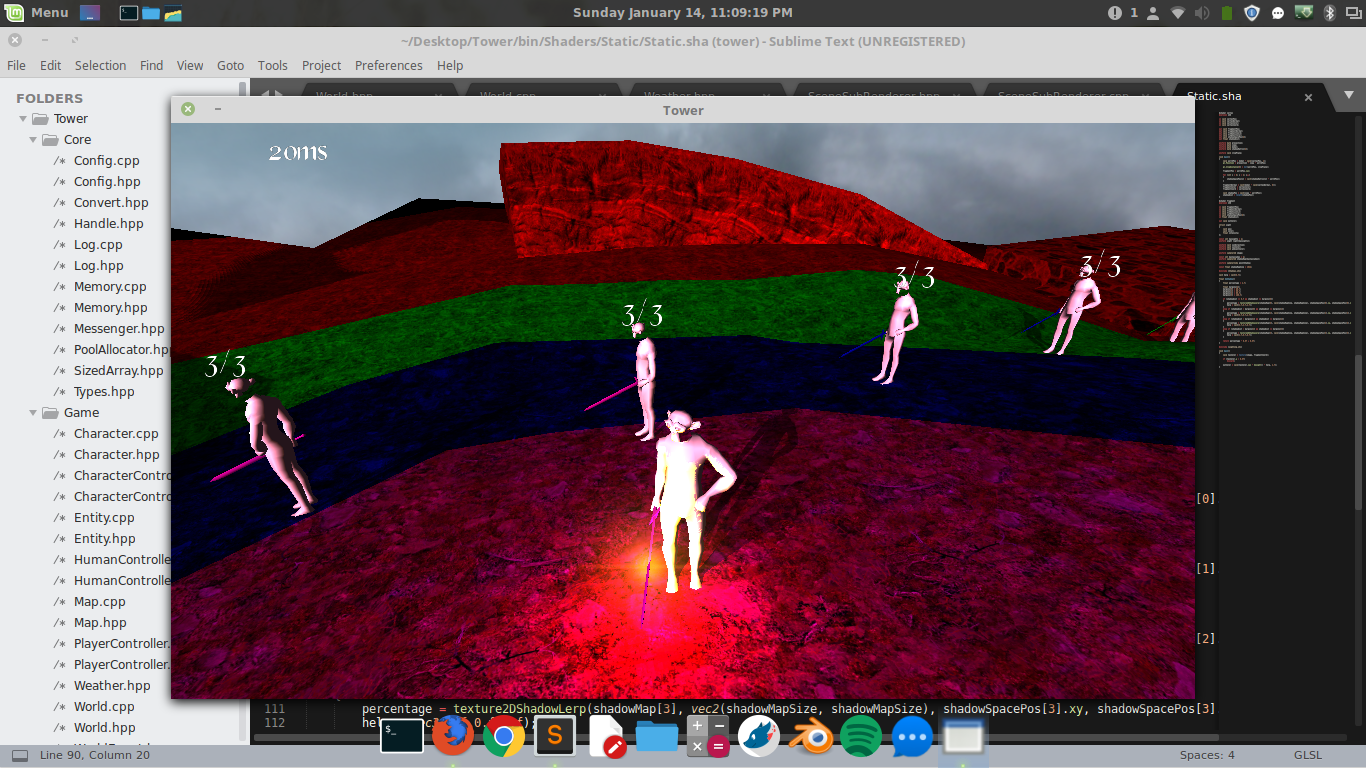 Menu
Sunday January 14, 11:09:19 PM
1
~/Desktop/Tower/bin/Shaders/Static/Static.sha (tower) - Sublime Text (UNREGISTERED)
File Edit Selection Find View Goto Tools Project Preferences Help
FOLDERS
Static.sha
Tower
Tower
Core
/* Config.cpp
/* Config.hpp
/* Convert.hpp
/* Handle.hpp
/* Log.cpp
/* Log.hpp
/* Memory.cpp
/* Memory.hpp
/* Messenger.hpp
/* PoolAllocator.hpp
/* SizedArray.hpp
/* Types.hpp
Game
/* Character.cpp
/* Character.hpp
/* CharacterContro
/* CharacterContro
/* Entity.cpp
/* Entity.hpp
/* HumanControlle
/* HumanControlle
/* Map.cpp
/* Map.hpp
/* PlayerController.
/* PlayerController.
/* Weather.hpp
/* World.cpp
/* World.hpp
20ms
3/3
3/3
3/3
3/3
[0]
[1]
[2]
111 percentage = texture2DShadowLerp(shadowMap[3], vec2(shadowMapSize, shadowMapSize), shadowSpacePos[3].xy, shadowSpacePos[3]
112
$_
S
Line 90, Column 20
Spaces: 4
GLSL